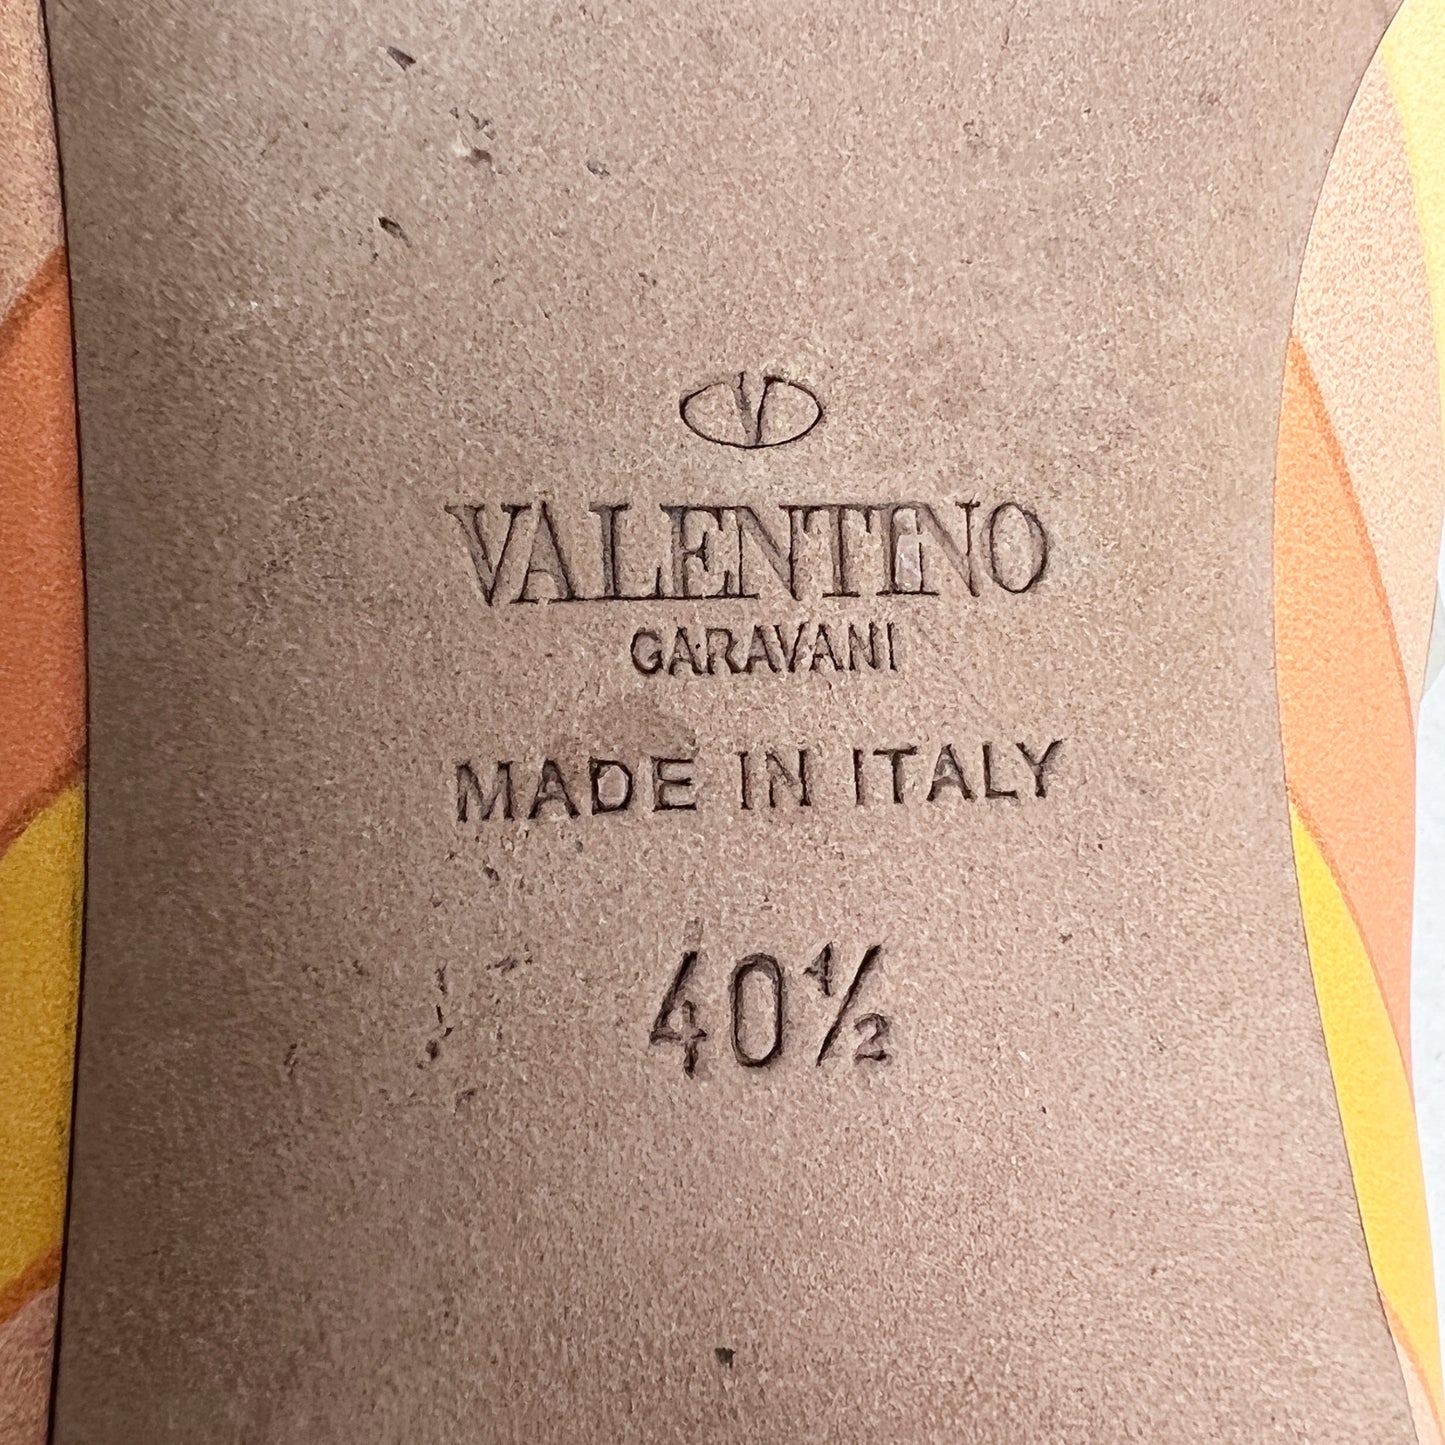 V
VALENTINO
GARAVANI
MADE IN ITALY
40½